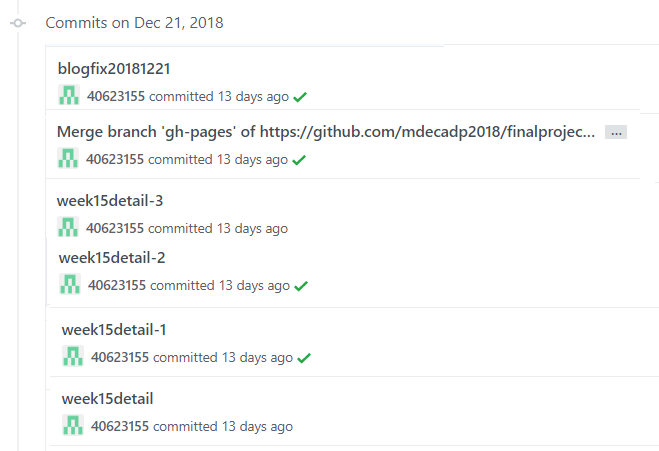 Commits on Dec 21, 2018
blogfix20181221
40623155 committed 13 days ago
Merge branch 'gh-pages' of https://github.com/mdecadp2018/finalprojec... ...
40623155 committed 13 days ago
week15detail-3
40623155 committed 13 days ago
week15detail-2
40623155 committed 13 days ago
week15detail-1
40623155 committed 13 days ago
week15detail
40623155 committed 13 days ago